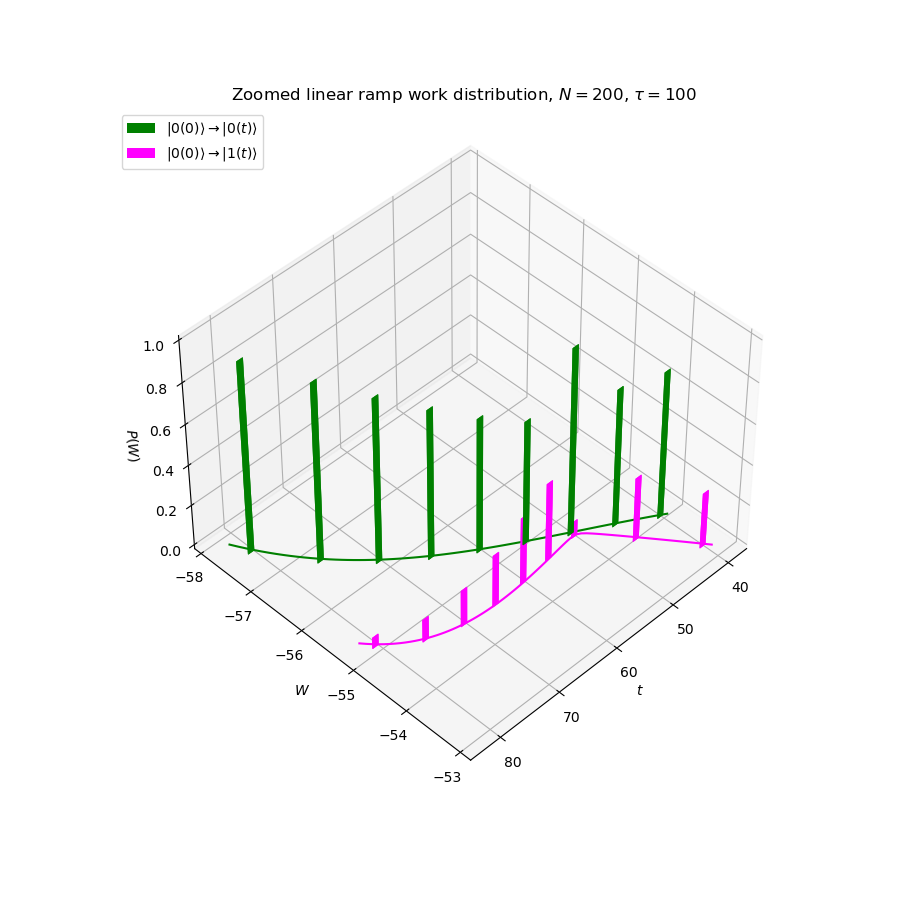 Zoomed linear ramp work distribution, N = 200, τ = 100
|0(0)⟩ → |0(t)⟩
|0(0)⟩ → |1(t)⟩
1.0
0.8
0.6
0.4
0.2
0.0
P(W)
−58
−57
−56
−55
−54
−53
W
40
50
60
70
80
t